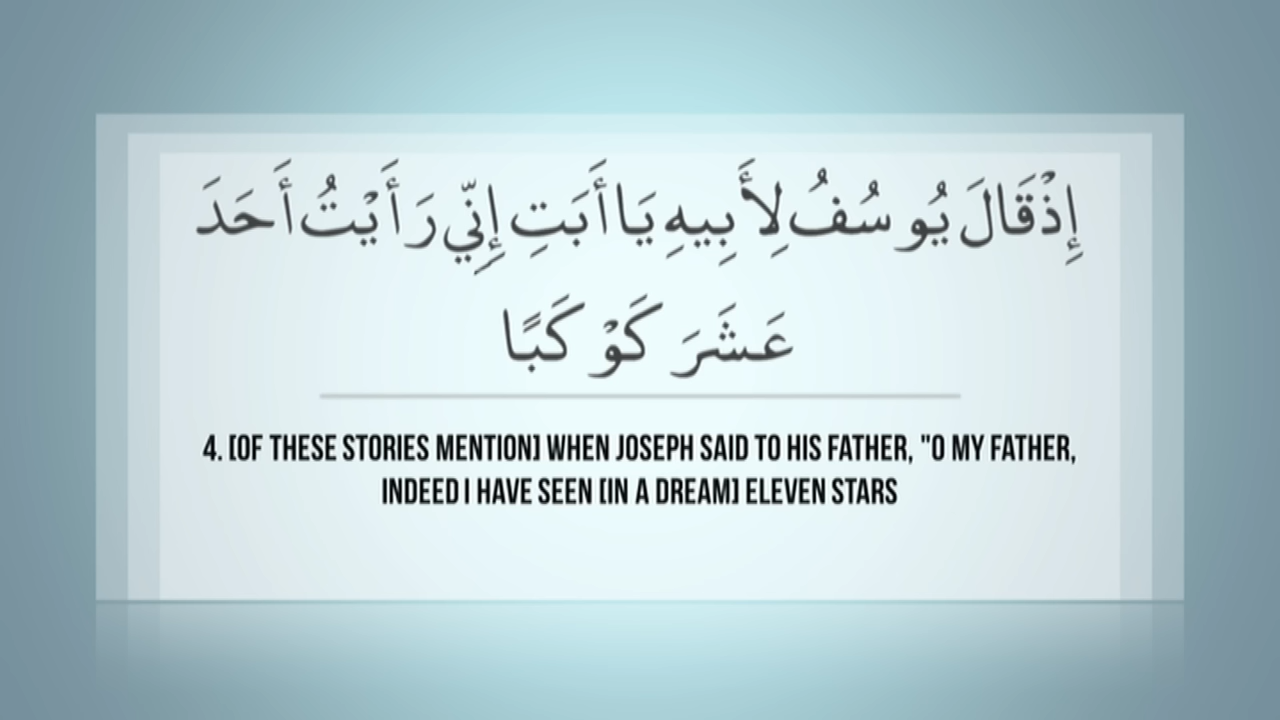 إِذْ قَالَ يُوسُفُ لِأَبِيهِ يَا أَبَتِ إِنِّي رَأَيْتُ أَحَدَ
عَشَرَ كَوْكَبًا
4. [OF THESE STORIES MENTION] WHEN JOSEPH SAID TO HIS FATHER, "O MY FATHER,
INDEED I HAVE SEEN [IN A DREAM] ELEVEN STARS